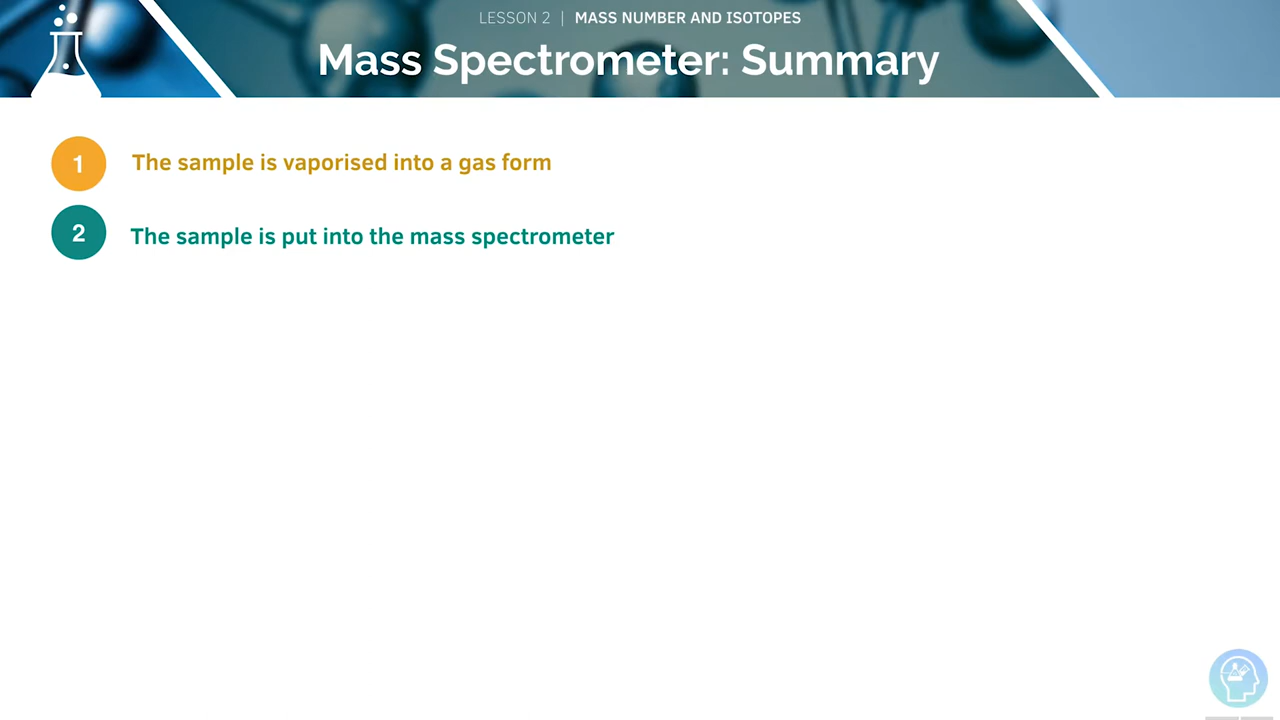 LESSON 2 | MASS NUMBER AND ISOTOPES
Mass Spectrometer: Summary
1 The sample is vaporised into a gas form
2 The sample is put into the mass spectrometer